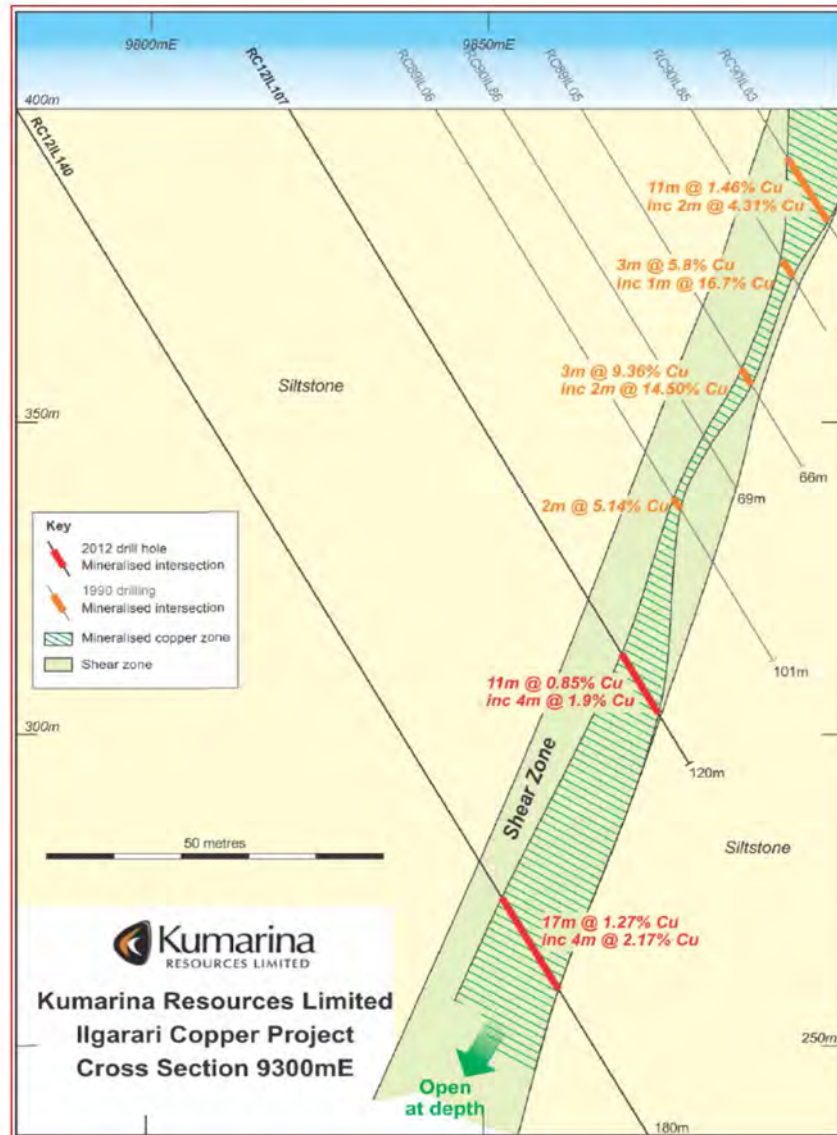 9800mE
9850mE
RC12IL107
RC89IL06
RC90IL86
RC89IL05
RC90IL85
RC90IL83
400m
RC12IL140
11m @ 1.46% Cu
inc 2m @ 4.31% Cu
3m @ 5.8% Cu
inc 1m @ 16.7% Cu
3m @ 9.36% Cu
inc 2m @ 14.50% Cu
Siltstone
350m
66m
69m
2m @ 5.14% Cu
Key
2012 drill hole
Mineralised intersection
1990 drilling
Mineralised intersection
Mineralised copper zone
Shear zone
101m
11m @ 0.85% Cu
inc 4m @ 1.9% Cu
300m
120m
Shear Zone
50 metres
Siltstone
17m @ 1.27% Cu
inc 4m @ 2.17% Cu
Kumarina
RESOURCES LIMITED
Kumarina Resources Limited
Ilgarari Copper Project
Cross Section 9300mE
250m
Open
at depth
180m